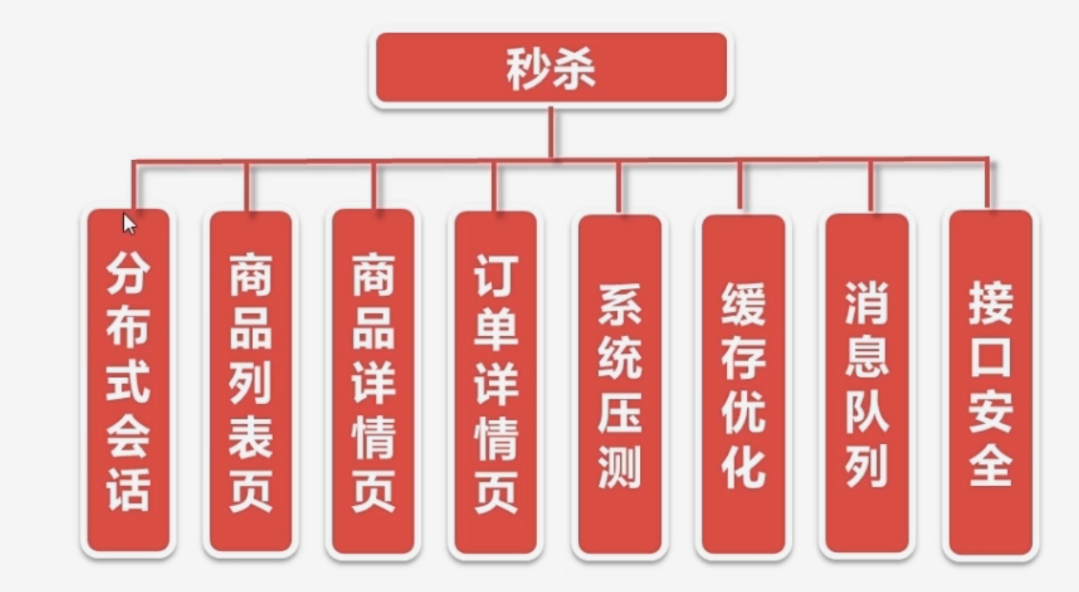 秒杀
分布式会话
商品列表页
商品详情页
订单详情页
系统压测
缓存优化
消息队列
接口安全